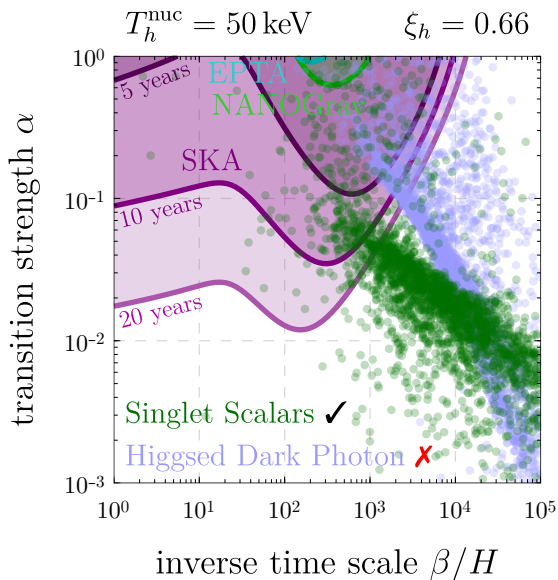 T_h^nuc = 50 keV
ξ_h = 0.66
transition strength α
10^0
10^-1
10^-2
10^-3
5 years
EPTA
NANOGrav
SKA
10 years
20 years
Singlet Scalars ✓
Higgsed Dark Photon ✗
10^0 10^1 10^2 10^3 10^4 10^5
inverse time scale β/H